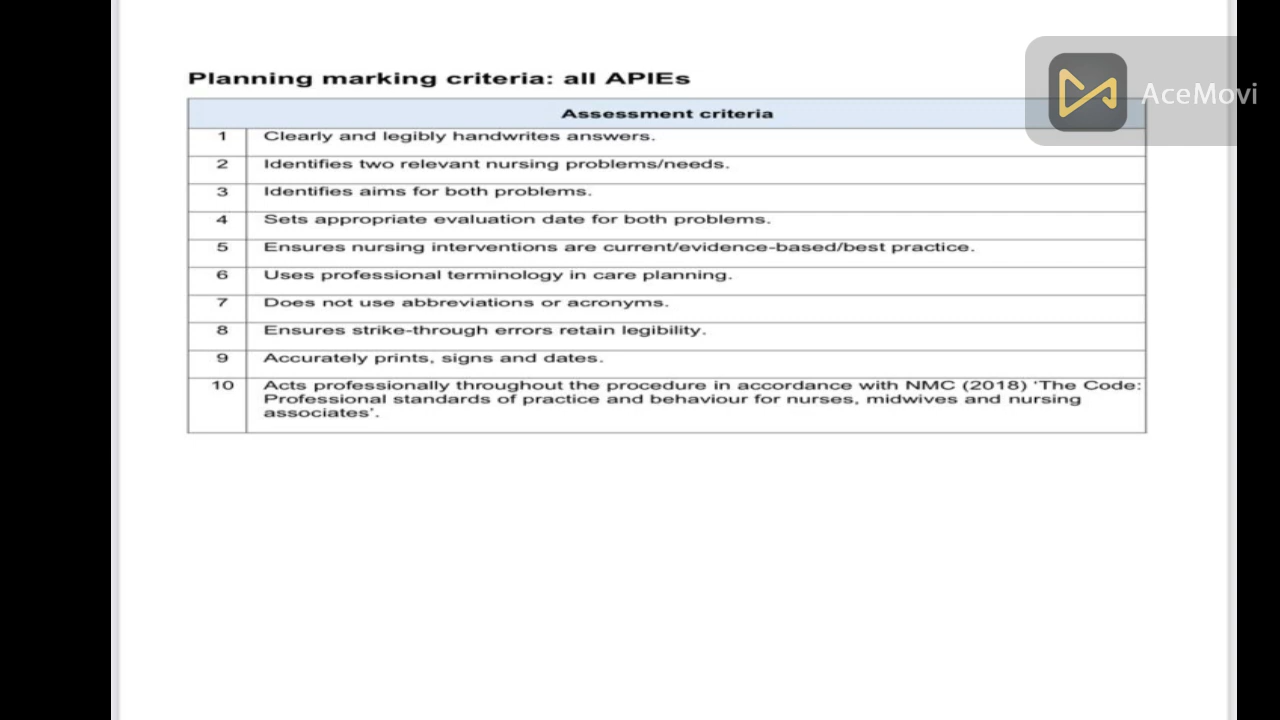 Planning marking criteria: all APIEs
AceMovi
Assessment criteria
1 Clearly and legibly handwrites answers.
2 Identifies two relevant nursing problems/needs.
3 Identifies aims for both problems.
4 Sets appropriate evaluation date for both problems.
5 Ensures nursing interventions are current/evidence-based/best practice.
6 Uses professional terminology in care planning.
7 Does not use abbreviations or acronyms.
8 Ensures strike-through errors retain legibility.
9 Accurately prints, signs and dates.
10 Acts professionally throughout the procedure in accordance with NMC (2018) ‘The Code:
Professional standards of practice and behaviour for nurses, midwives and nursing
associates’.